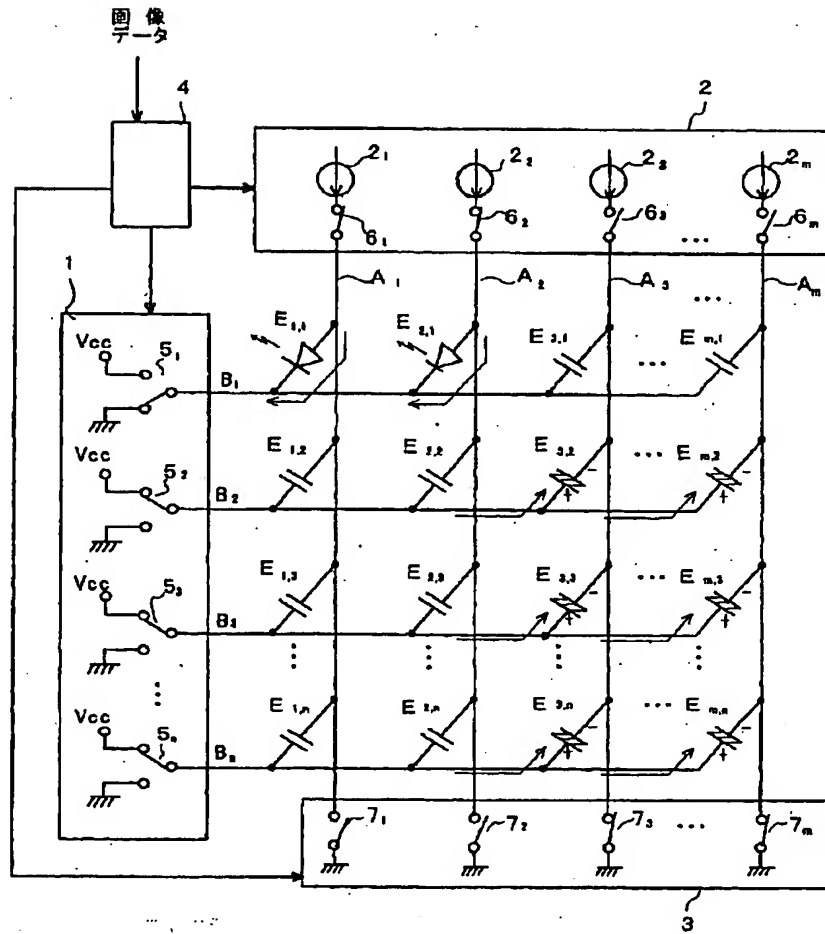 画像
データ
4
2
2₁ 2₂ 2₃ 2ₘ
6₁ 6₂ 6₃ ... 6ₘ
1
A₁ A₂ A₃ ... Aₘ
Vcc 5₁ B₁ E₁,₁ E₂,₁ E₃,₁ ... Eₘ,₁
Vcc 5₂ B₂ E₁,₂ E₂,₂ E₃,₂ ... Eₘ,₂
- -
+ +
Vcc 5₃ B₃ E₁,₃ E₂,₃ E₃,₃ ... Eₘ,₃
- -
+ +
Vcc 5ₙ Bₙ E₁,ₙ E₂,ₙ E₃,ₙ ... Eₘ,ₙ
- -
+ +
7₁ 7₂ 7₃ ... 7ₘ
3